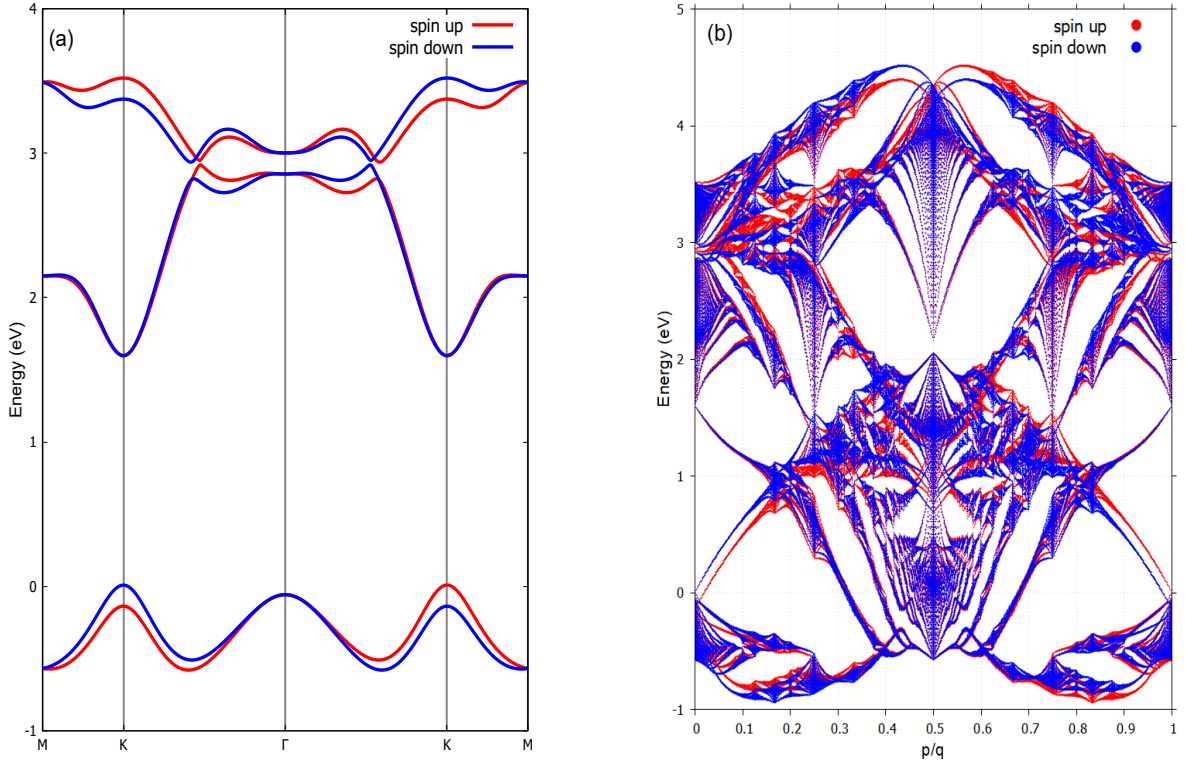 (a)
spin up
spin down
Energy (eV)
4
3
2
1
0
-1
M
K
Γ
K
M
(b)
spin up
spin down
Energy (eV)
5
4
3
2
1
0
-1
0
0.1
0.2
0.3
0.4
0.5
0.6
0.7
0.8
0.9
1
p/q